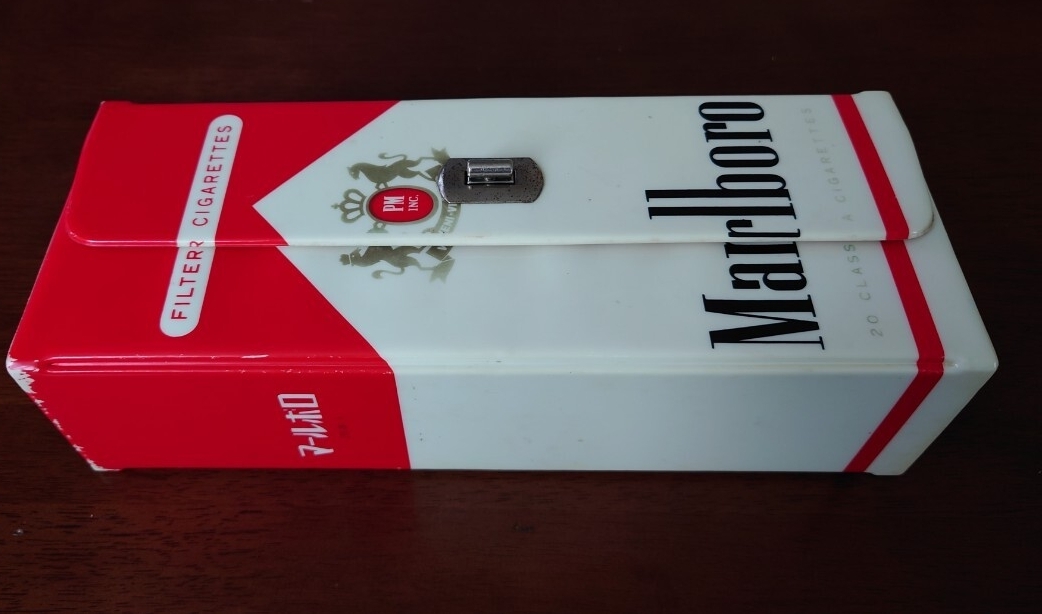 FILTERR CIGARETTES
PM
INC.
Marlboro
20 CLASS A CIGARETTES
マールボロ